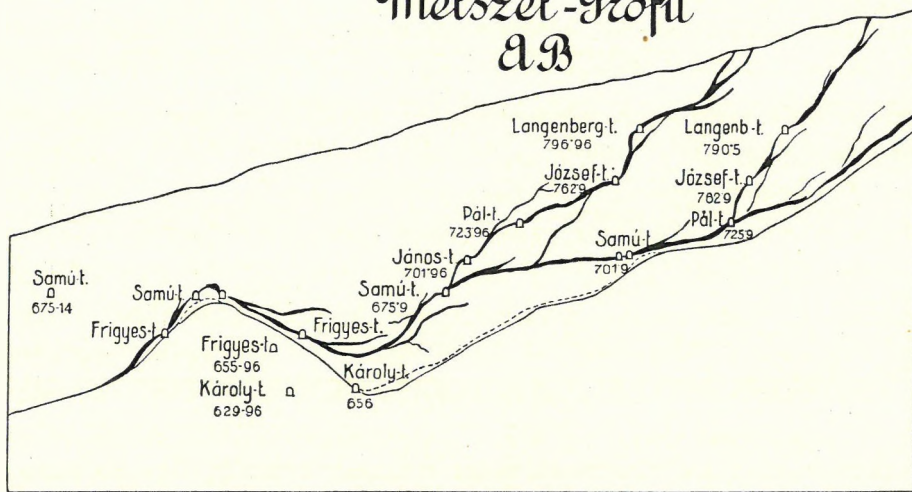 Metszet-Profil
AB
Langenberg-t.
796·96
Langenb-t.
790·5
József-t.
762·9
József-t.
762·9
Pál-t.
723·96
Pál-t.
725·9
Samú-t
701·9
János-t
701·96
Samú-t.
675·9
Samú-t.
675-14
Samú-t
Frigyes-t.
Frigyes-t.
Frigyes-t.
655-96
Károly-t
656
Károly-t.
629-96